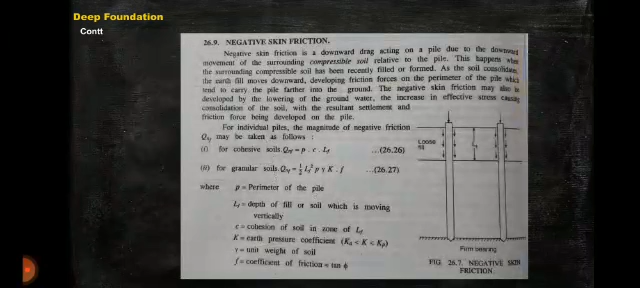 Deep Foundation
Contt
26.9. NEGATIVE SKIN FRICTION.
Negative skin friction is a downward drag acting on a pile due to the downward
movement of the surrounding compressible soil relative to the pile. This happens when
the surrounding compressible soil has been recently filled or formed. As the soil consolidates,
the earth fill moves downward, developing friction forces on the perimeter of the pile which
tend to carry the pile farther into the ground. The negative skin friction may also be
developed by the lowering of the ground water, the increase in effective stress causing
consolidation of the soil, with the resultant settlement and
friction force being developed on the pile.
For individual piles, the magnitude of negative friction
Qnf may be taken as follows :
(i) for cohesive soils Qnf = p . c . Lf ...(26.26)
(ii) for granular soils Qnf = ½ Lf² p γ K . f ...(26.27)
where p = Perimeter of the pile
Lf = depth of fill or soil which is moving
vertically
c = cohesion of soil in zone of Lf
K = earth pressure coefficient (Ka < K < Kp)
γ = unit weight of soil
f = coefficient of friction = tan ϕ
Loose
fill
Lf
Firm bearing
FIG. 26.7. NEGATIVE SKIN
FRICTION.